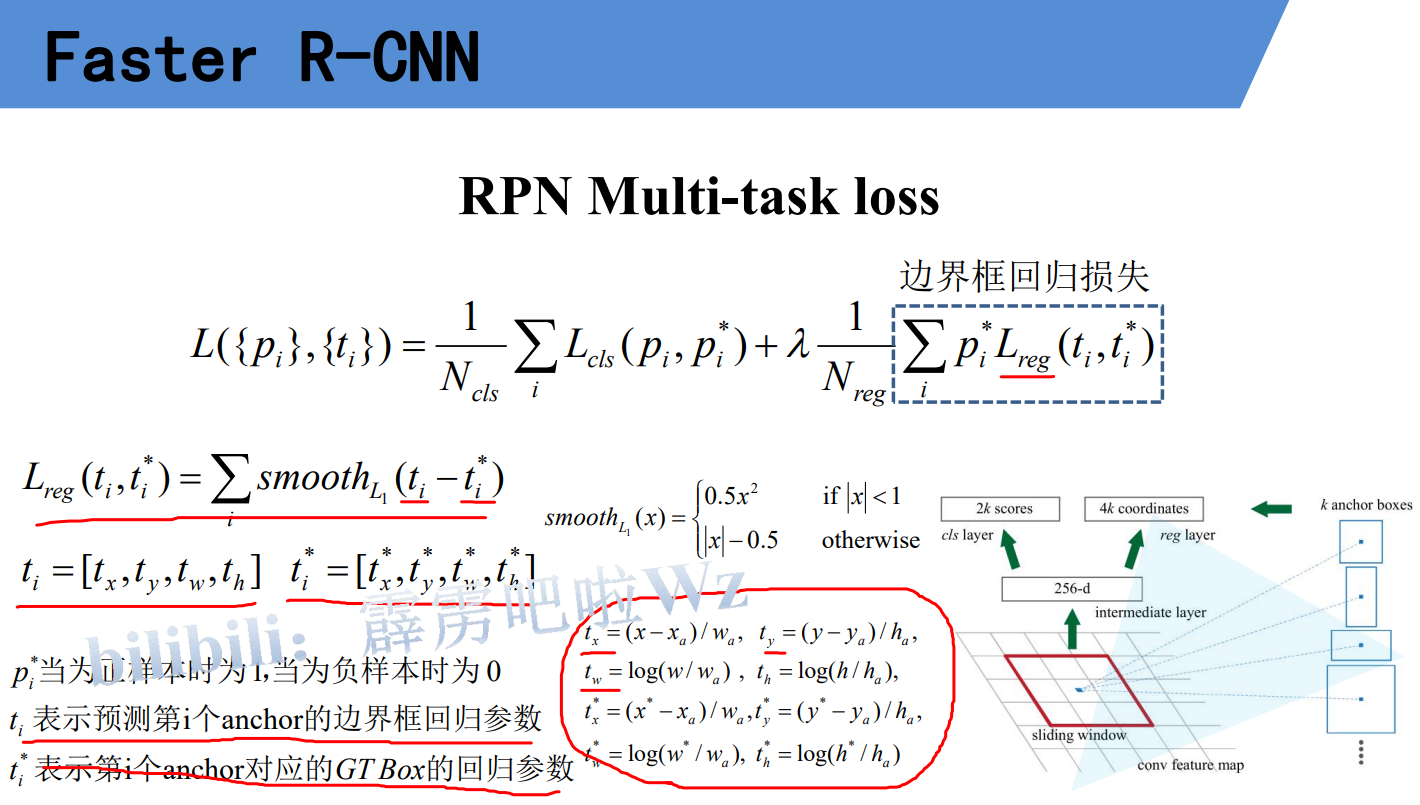 Faster R-CNN
RPN Multi-task loss
边界框回归损失
L({p_i},{t_i}) = \frac{1}{N_{cls}} \sum_i L_{cls}(p_i, p_i^*) + λ \frac{1}{N_{reg}} \sum_i p_i^* L_{reg}(t_i, t_i^*)
L_{reg}(t_i, t_i^*) = \sum_i smooth_{L_1}(t_i - t_i^*)
t_i = [t_x, t_y, t_w, t_h] t_i^* = [t_x^*, t_y^*, t_w^*, t_h^*]
smooth_{L_1}(x) = { 0.5x^2 if |x| < 1
|x| - 0.5 otherwise
bilibili: 霹雳吧啦Wz
p_i^*当为正样本时为1,当为负样本时为 0
t_i 表示预测第i个anchor的边界框回归参数
t_i^* 表示第i个anchor对应的GT Box的回归参数
t_x = (x - x_a) / w_a, t_y = (y - y_a) / h_a,
t_w = log(w / w_a), t_h = log(h / h_a),
t_x^* = (x^* - x_a) / w_a, t_y^* = (y^* - y_a) / h_a,
t_w^* = log(w^* / w_a), t_h^* = log(h^* / h_a)
2k scores
4k coordinates
k anchor boxes
cls layer
reg layer
256-d
intermediate layer
sliding window
conv feature map